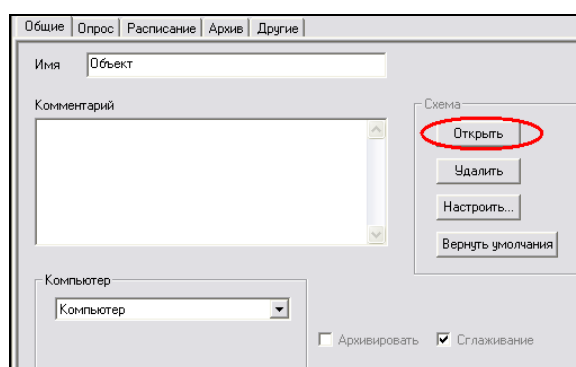 Общие Опрос Расписание Архив Другие
Имя Объект
Комментарий
Схема
Открыть
Удалить
Настроить...
Вернуть умолчания
Компьютер
Компьютер
Архивировать Сглаживание